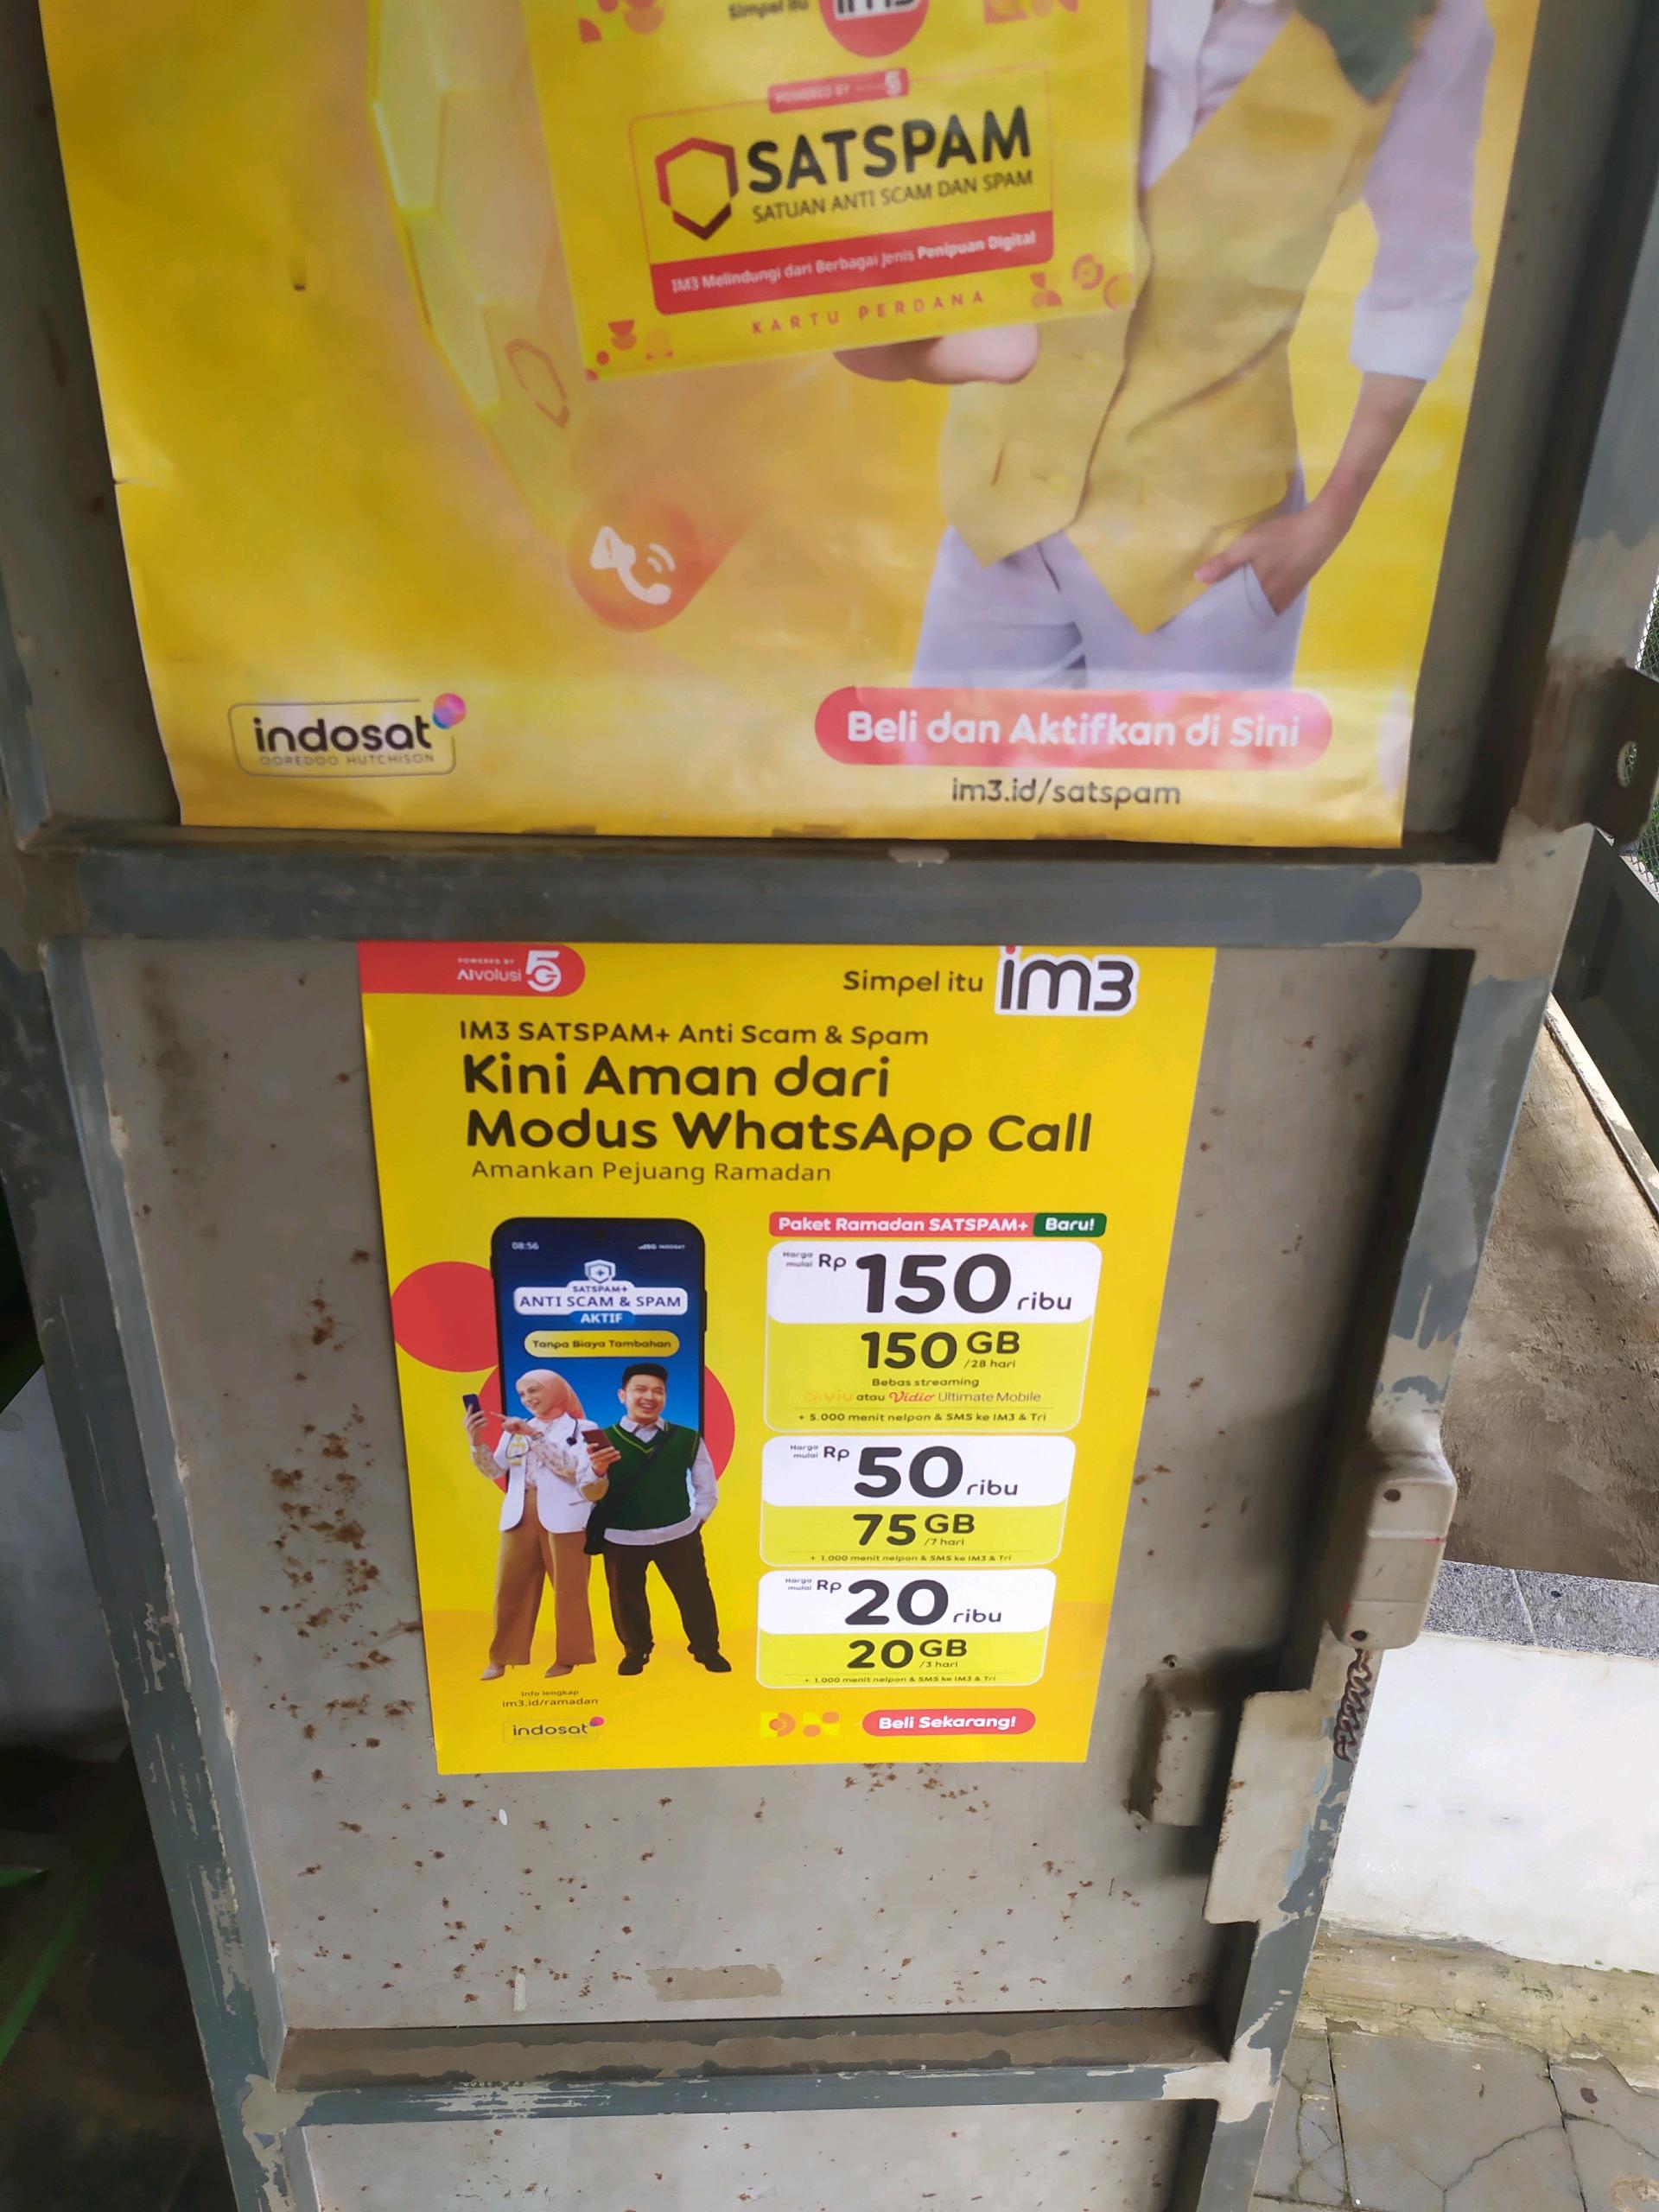 Simpel itu im3
POWERED BY 5
SATSPAM
SATUAN ANTI SCAM DAN SPAM
IM3 Melindungi dari Berbagai Jenis Penipuan Digital
KARTU PERDANA
indosat
OOREDOO HUTCHISON
Beli dan Aktifkan di Sini
im3.id/satspam
POWERED BY
AIvolusi 5G
Simpel itu im3
IM3 SATSPAM+ Anti Scam & Spam
Kini Aman dari
Modus WhatsApp Call
Amankan Pejuang Ramadan
08:56
5G INDOSAT
SATSPAM+
ANTI SCAM & SPAM
AKTIF
Tanpa Biaya Tambahan
Paket Ramadan SATSPAM+ Baru!
Harga mulai Rp 150 ribu
150 GB /28 hari
Bebas streaming
viu atau Vidio Ultimate Mobile
+ 5.000 menit nelpon & SMS ke IM3 & Tri
Harga mulai Rp 50 ribu
75 GB /7 hari
+ 1.000 menit nelpon & SMS ke IM3 & Tri
Harga mulai Rp 20 ribu
20 GB /3 hari
+ 1.000 menit nelpon & SMS ke IM3 & Tri
Info lengkap
im3.id/ramadan
indosat
Beli Sekarang!